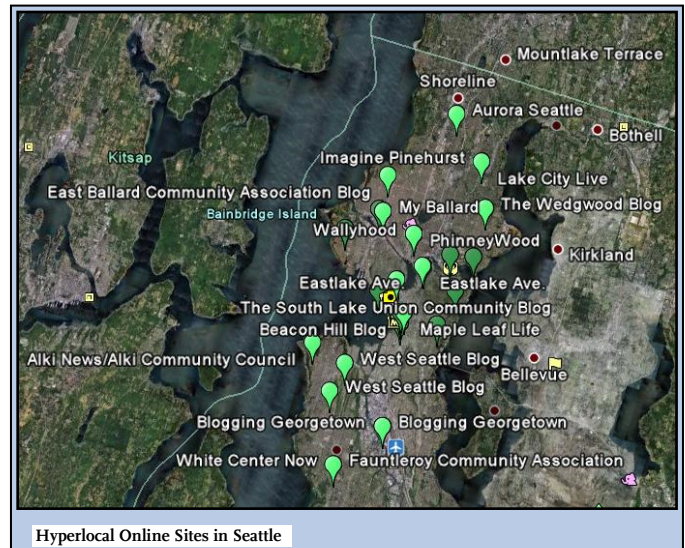 Mountlake Terrace
Shoreline
Aurora Seattle
Bothell
Kitsap
Imagine Pinehurst
Lake City Live
East Ballard Community Association Blog
Bainbridge Island
My Ballard
The Wedgwood Blog
Wallyhood
PhinneyWood
Kirkland
Eastlake Ave.
Eastlake Ave.
The South Lake Union Community Blog
Beacon Hill Blog
Maple Leaf Life
Alki News/Alki Community Council
West Seattle Blog
Bellevue
West Seattle Blog
Blogging Georgetown
Blogging Georgetown
White Center Now
Fauntleroy Community Association
Hyperlocal Online Sites in Seattle